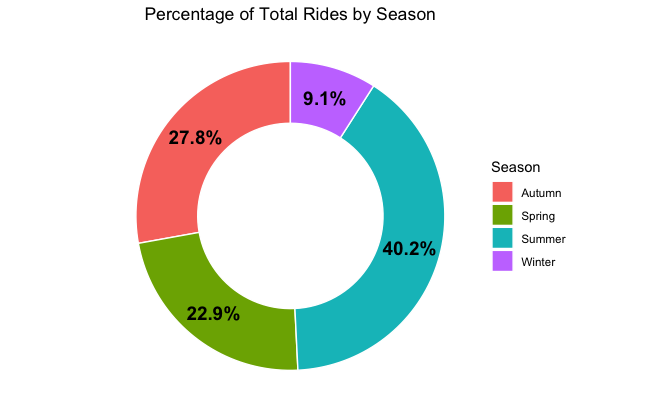 Percentage of Total Rides by Season
9.1%
27.8%
40.2%
22.9%
Season
Autumn
Spring
Summer
Winter